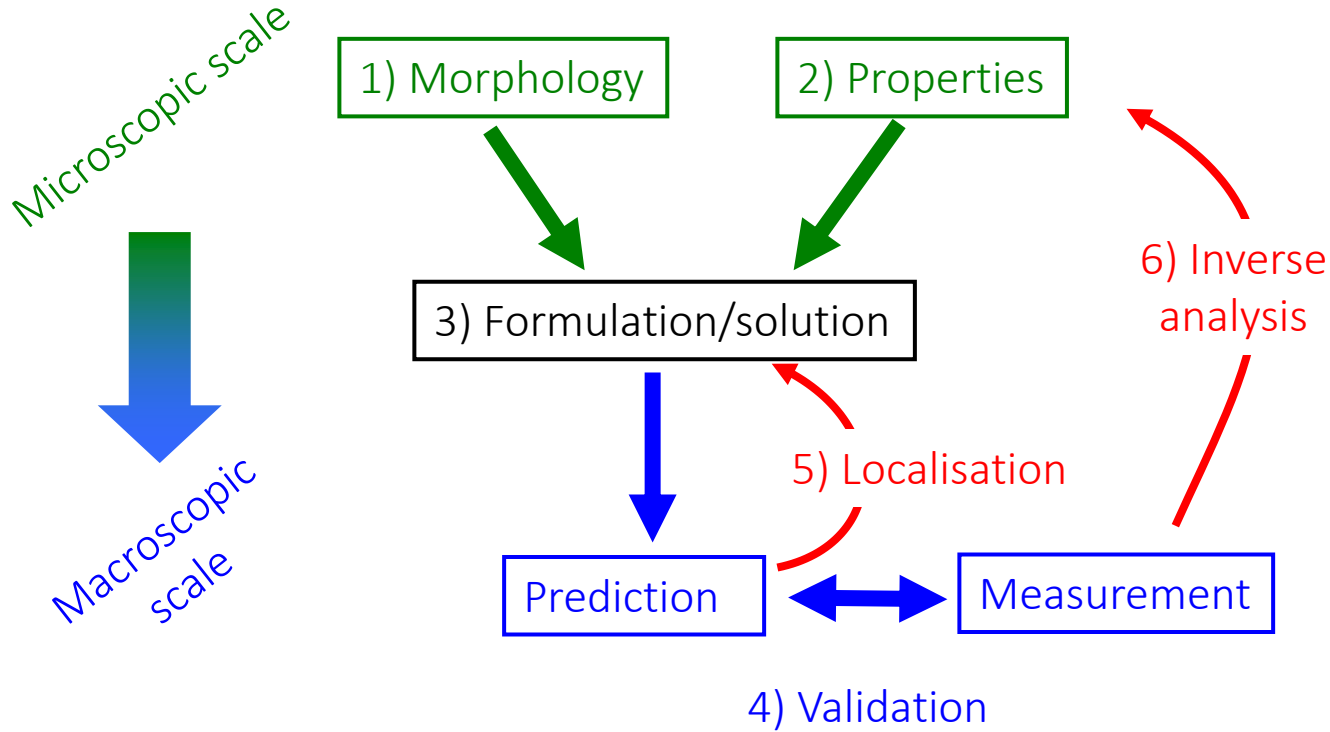 Microscopic scale
1) Morphology
2) Properties
6) Inverse
analysis
3) Formulation/solution
5) Localisation
Macroscopic
scale
Prediction
Measurement
4) Validation